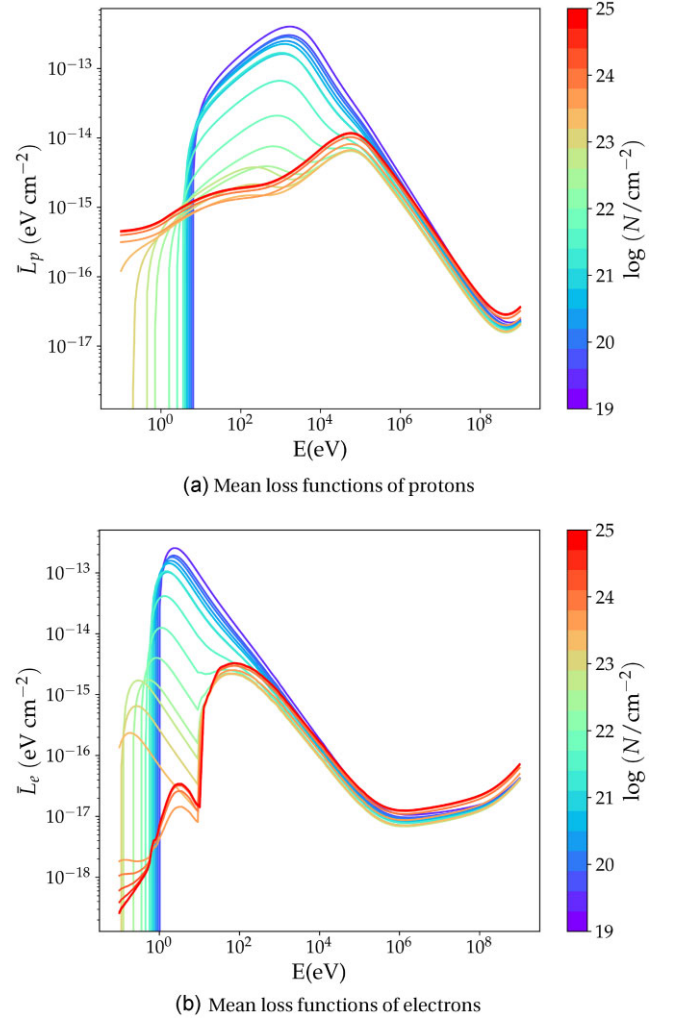 10⁻¹³
10⁻¹⁴
10⁻¹⁵
10⁻¹⁶
10⁻¹⁷
L̄ₚ (eV cm⁻²)
10⁰ 10² 10⁴ 10⁶ 10⁸
E(eV)
25
24
23
22
21
20
19
log (N/cm⁻²)
(a) Mean loss functions of protons
10⁻¹³
10⁻¹⁴
10⁻¹⁵
10⁻¹⁶
10⁻¹⁷
10⁻¹⁸
L̄ₑ (eV cm⁻²)
10⁰ 10² 10⁴ 10⁶ 10⁸
E(eV)
25
24
23
22
21
20
19
log (N/cm⁻²)
(b) Mean loss functions of electrons